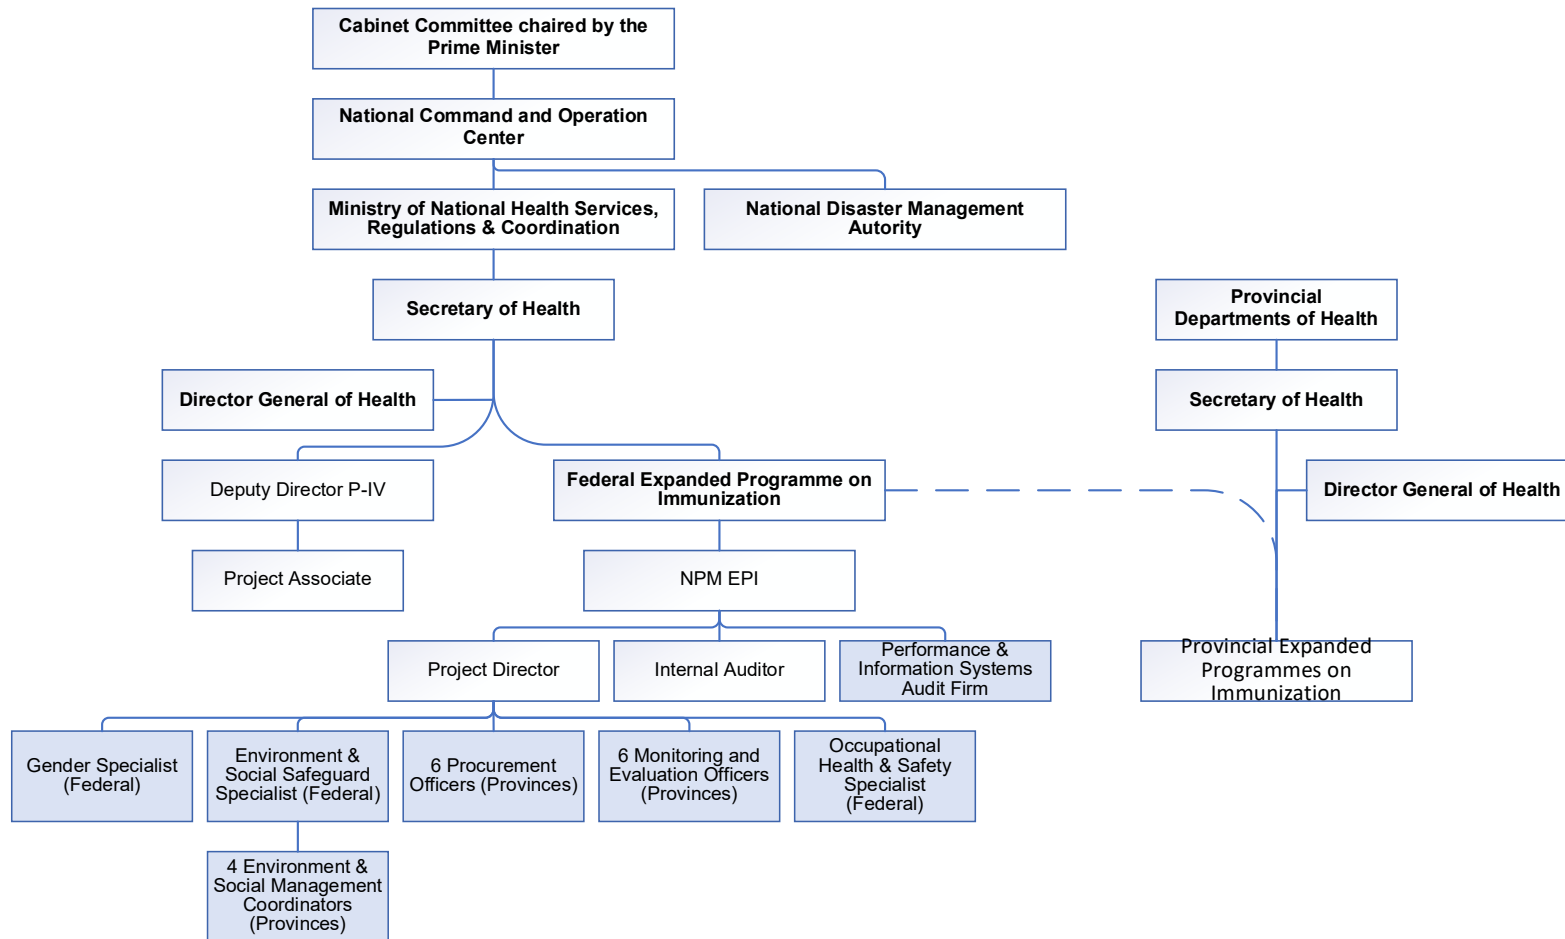 Cabinet Committee chaired by the
Prime Minister
National Command and Operation
Center
Ministry of National Health Services,
Regulations & Coordination
National Disaster Management
Autority
Secretary of Health
Provincial
Departments of Health
Director General of Health
Secretary of Health
Deputy Director P-IV
Federal Expanded Programme on
Immunization
Director General of Health
Project Associate
NPM EPI
Project Director
Internal Auditor
Performance &
Information Systems
Audit Firm
Provincial Expanded
Programmes on
Immunization
Gender Specialist
(Federal)
Environment &
Social Safeguard
Specialist (Federal)
6 Procurement
Officers (Provinces)
6 Monitoring and
Evaluation Officers
(Provinces)
Occupational
Health & Safety
Specialist
(Federal)
4 Environment &
Social Management
Coordinators
(Provinces)